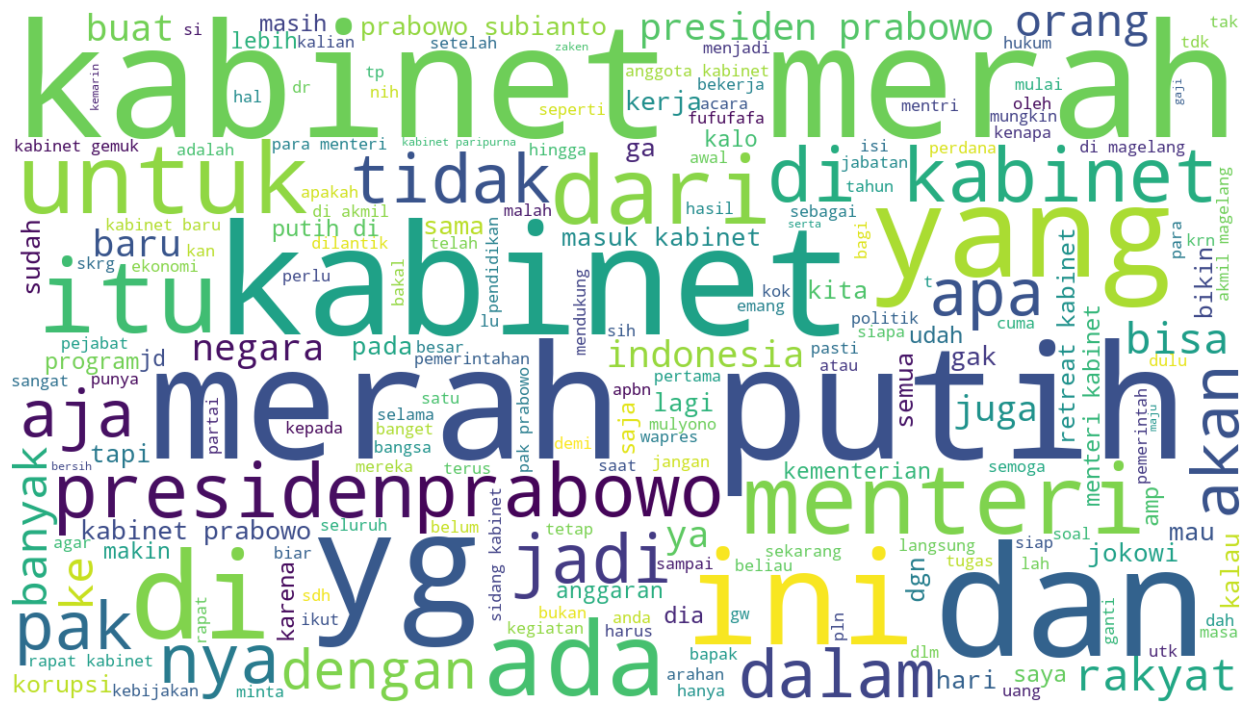 kabinet merah
buat
si
masih
prabowo subianto
presiden prabowo
orang
tak
lebih
kalian
setelah
zaken
menjadi
hukum
tdk
kemarin
hal
dr
tp
nih
seperti
anggota kabinet
bekerja
kerja
acara
fufufafa
mentri
mulai
oleh
mungkin
kenapa
gaji
kabinet gemuk
adalah
para menteri
kabinet paripurna
hingga
ga
kalo
awal
isi
jabatan
perdana
di magelang
untuk
tidak
dari
di kabinet
apakah
di akmil
malah
hasil
tahun
sebagai
akmil magelang
kabinet baru
putih di
sama
masuk kabinet
serta
yang
bagi
para
krn
sudah
baru
kan
dilantik
telah
skrg
ekonomi
perlu
bakal
lu
pendidikan
itu
kabinet
emang
kok
kita
politik
siapa
t
apa
cuma
bikin
retreat kabinet
pejabat
program
jd
negara
pada
besar
pemerintahan
mendukung
sih
indonesia
udah
pasti
atau
gak
semua
bisa
dulu
sangat
punya
merah putih
satu
apbn
pertama
lagi
juga
menteri kabinet
pemerintah
maju
aja
partai
kepada
selama
banget
bangsa
pak prabowo
demi
saja
mulyono
wapres
akan
tapi
bersih
mereka
terus
saat
jangan
kementerian
semoga
banyak
presidenprabowo
menteri
amp
mau
kabinet prabowo
seluruh
belum
sidang kabinet
tetap
ya
sekarang
langsung
siap
soal
jokowi
kalau
agar
makin
biar
jadi
sampai
beliau
tugas
lah
ke
di
yg
anggaran
ini
dgn
dan
pak
karena
sdh
ikut
bukan
anda
dia
gw
pln
ganti
dah
masa
rapat
nya
dengan
kegiatan
harus
ada
bapak
dalam
dlm
hari
utk
rapat kabinet
korupsi
kebijakan
minta
arahan
hanya
saya
uang
rakyat